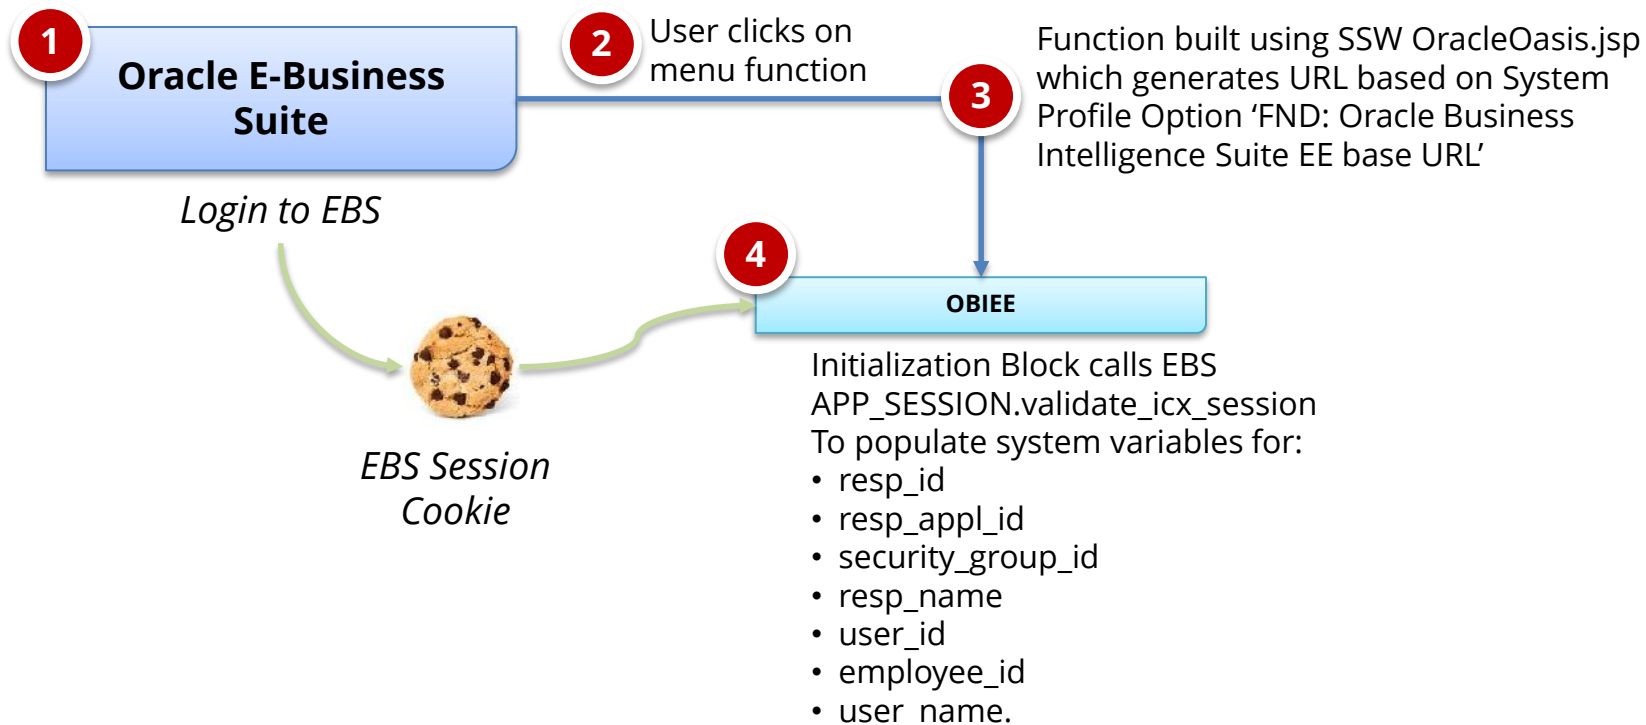 1
Oracle E-Business
Suite
Login to EBS
2
User clicks on
menu function
3
Function built using SSW OracleOasis.jsp
which generates URL based on System
Profile Option ‘FND: Oracle Business
Intelligence Suite EE base URL’
EBS Session
Cookie
4
OBIEE
Initialization Block calls EBS
APP_SESSION.validate_icx_session
To populate system variables for:
• resp_id
• resp_appl_id
• security_group_id
• resp_name
• user_id
• employee_id
• user_name.